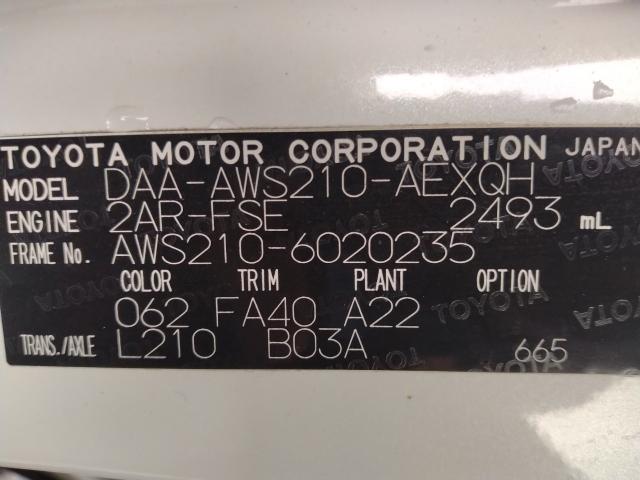 TOYOTA MOTOR CORPORATION JAPAN
MODEL DAA-AWS210-AEXQH
ENGINE 2AR-FSE 2493 mL
FRAME No. AWS210-6020235
COLOR TRIM PLANT OPTION
062 FA40 A22
TRANS./AXLE L210 B03A 665